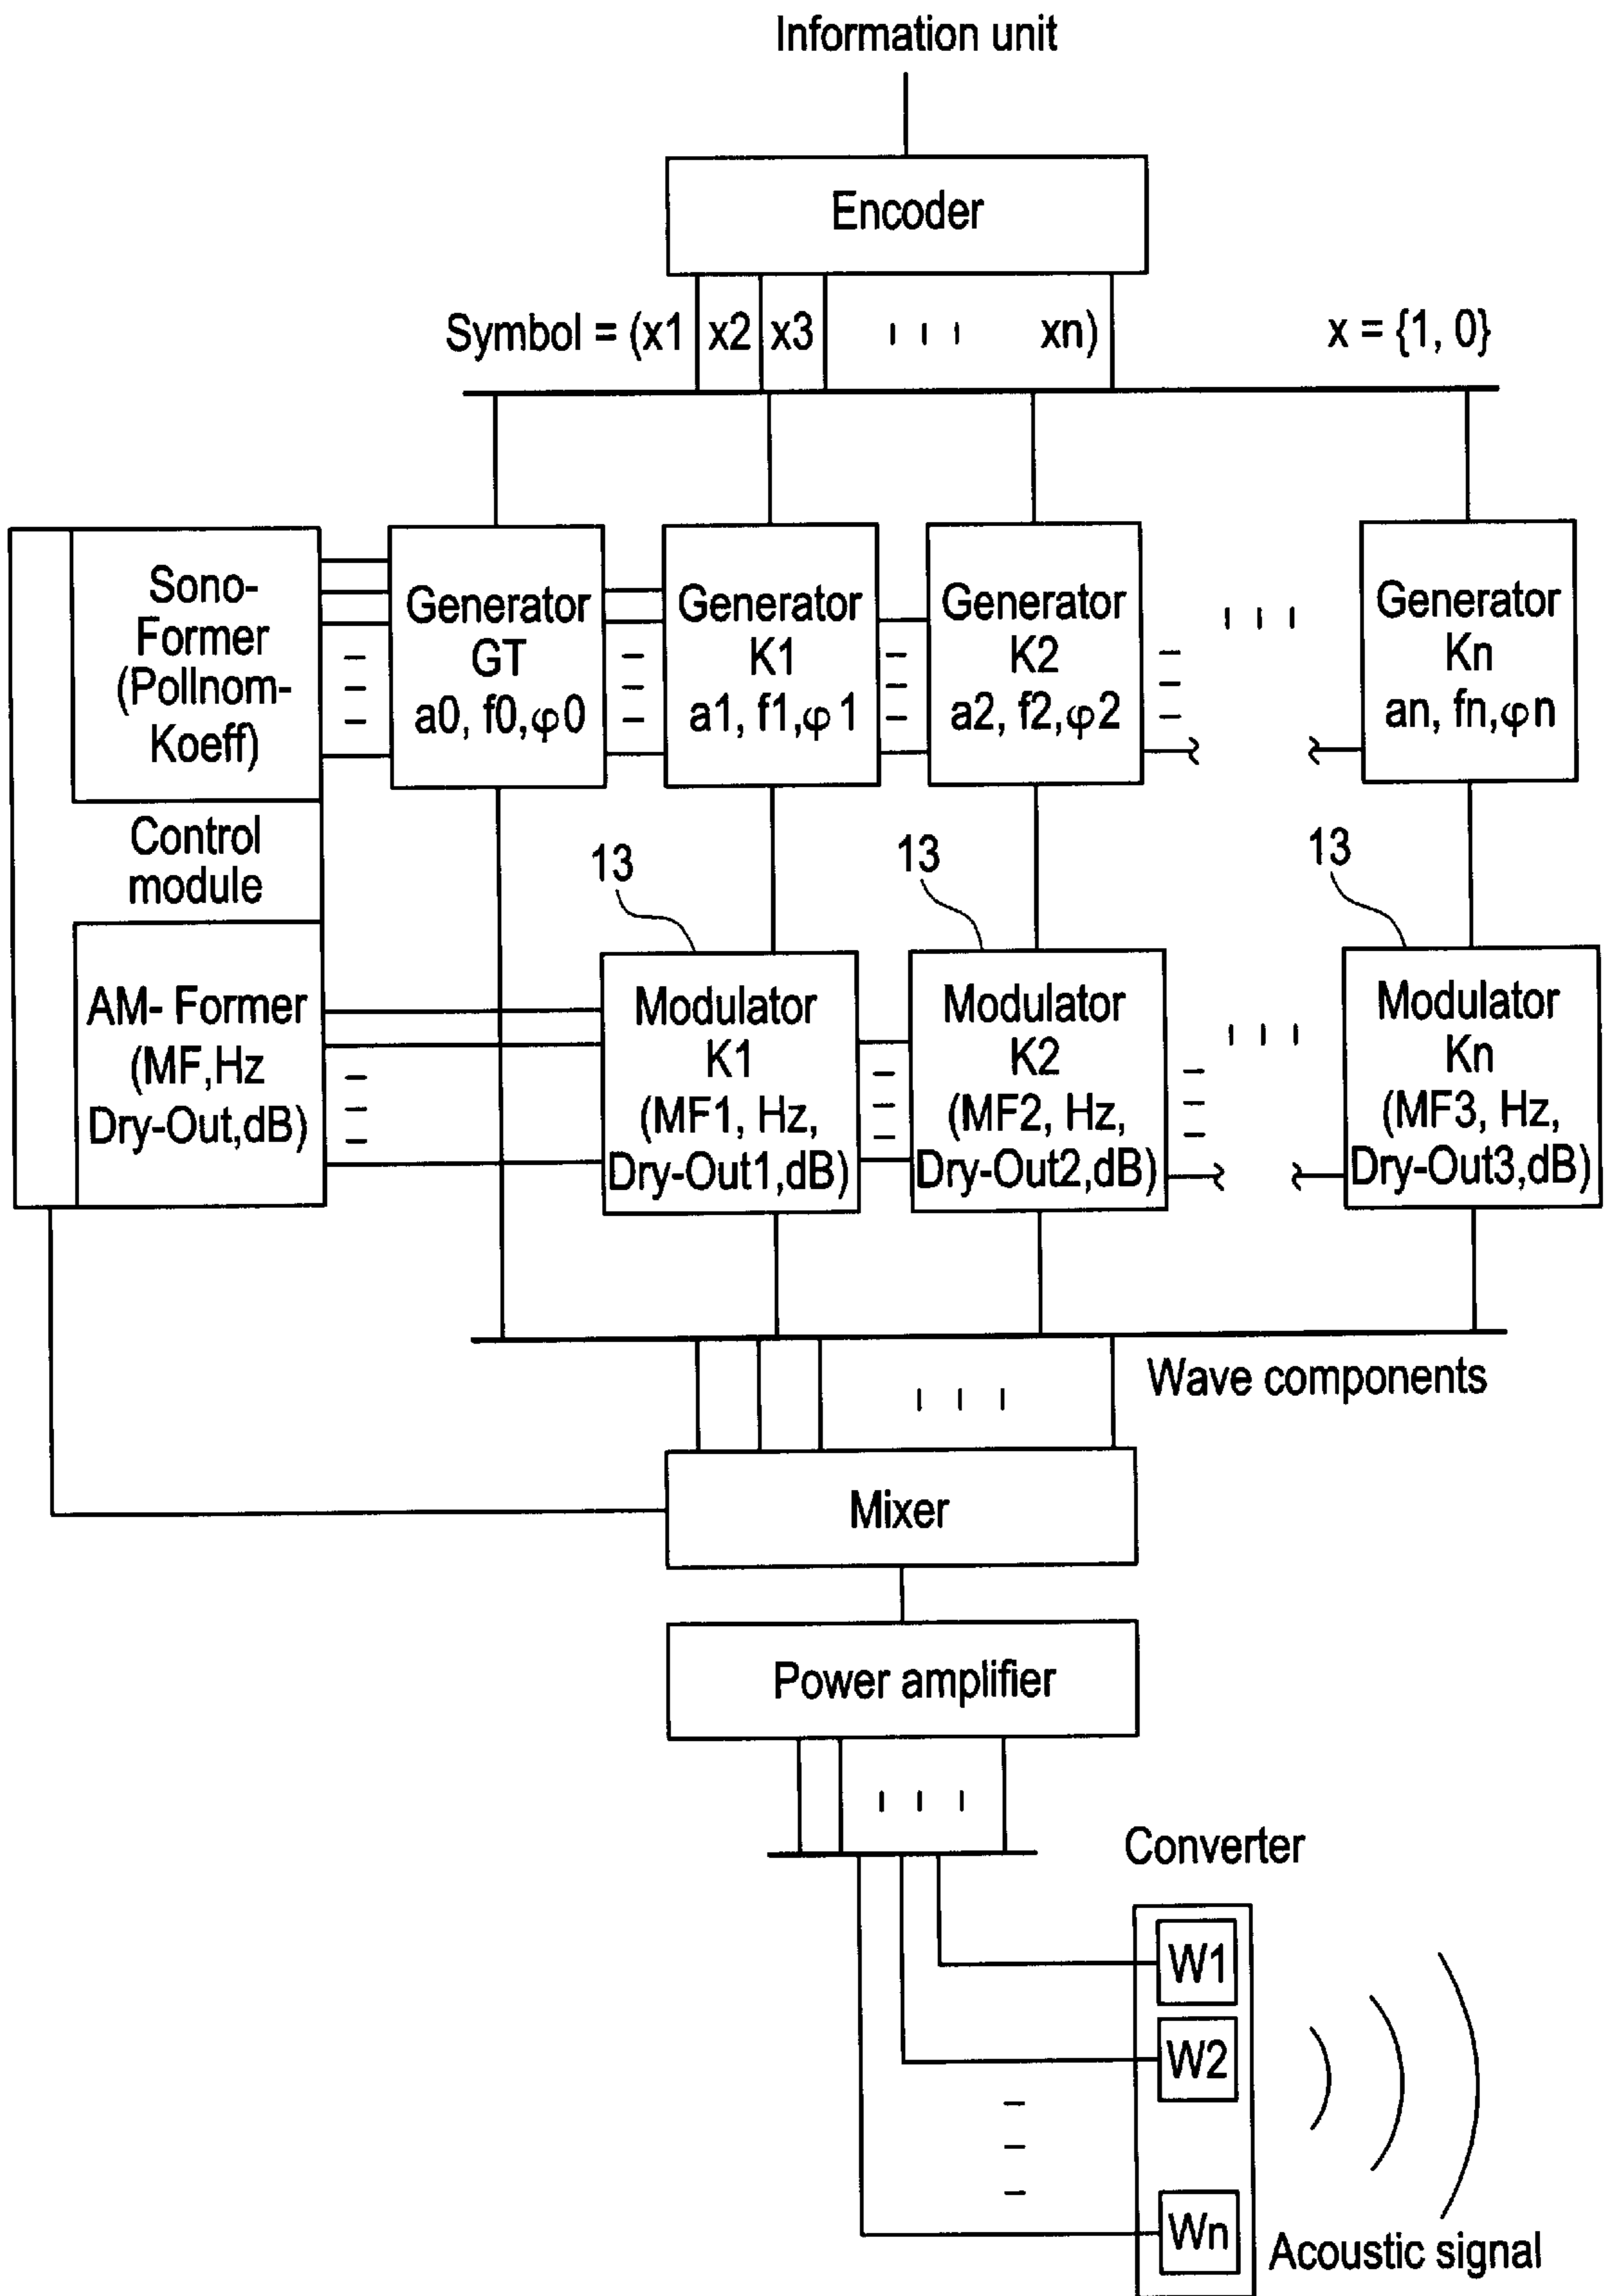 Information unit
Encoder
Symbol = (x1 x2 x3 xn) x = {1, 0}
Sono-
Former
(Pollnom-
Koeff)
Generator
GT
a0, f0,φ0
Generator
K1
a1, f1,φ1
Generator
K2
a2, f2,φ2
Generator
Kn
an, fn,φn
Control
module
13
13
13
AM- Former
(MF,Hz
Dry-Out,dB)
Modulator
K1
(MF1, Hz,
Dry-Out1,dB)
Modulator
K2
(MF2, Hz,
Dry-Out2,dB)
Modulator
Kn
(MF3, Hz,
Dry-Out3,dB)
Wave components
Mixer
Power amplifier
Converter
W1
W2
Wn
Acoustic signal